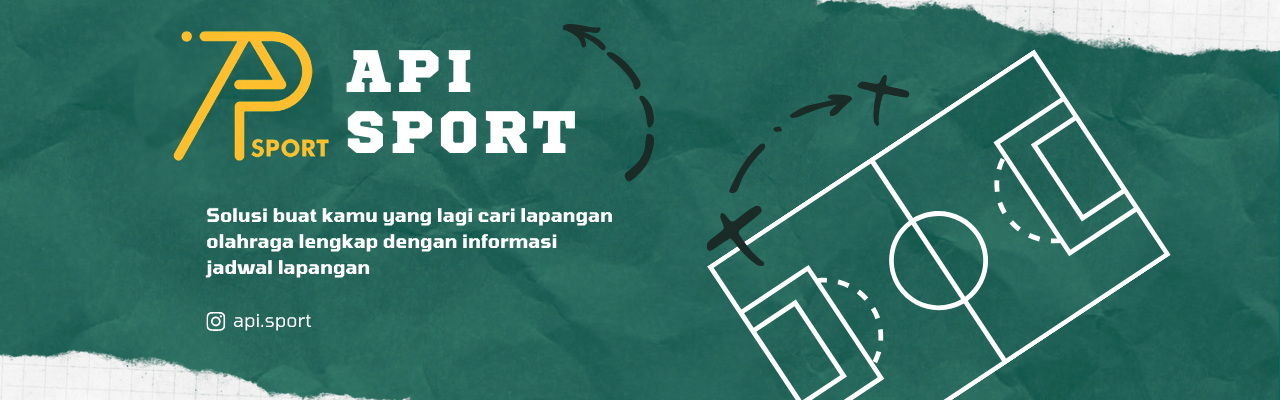 SPORT
API
SPORT
Solusi buat kamu yang lagi cari lapangan
olahraga lengkap dengan informasi
jadwal lapangan
api.sport